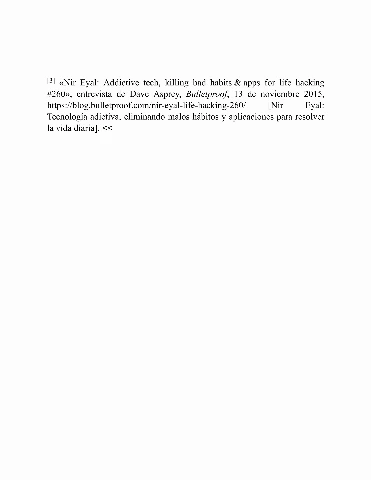 [3] «Nir Eyal: Addictive tech, killing bad habits & apps for life hacking
#260», entrevista de Dave Asprey, Bulletproof, 13 de noviembre 2015,
https://blog.bulletproof.com/nir-eyal-life-hacking-260/ Nir Eyal:
Tecnología adictiva, eliminando malos hábitos y aplicaciones para resolver
la vida diaria]. <<